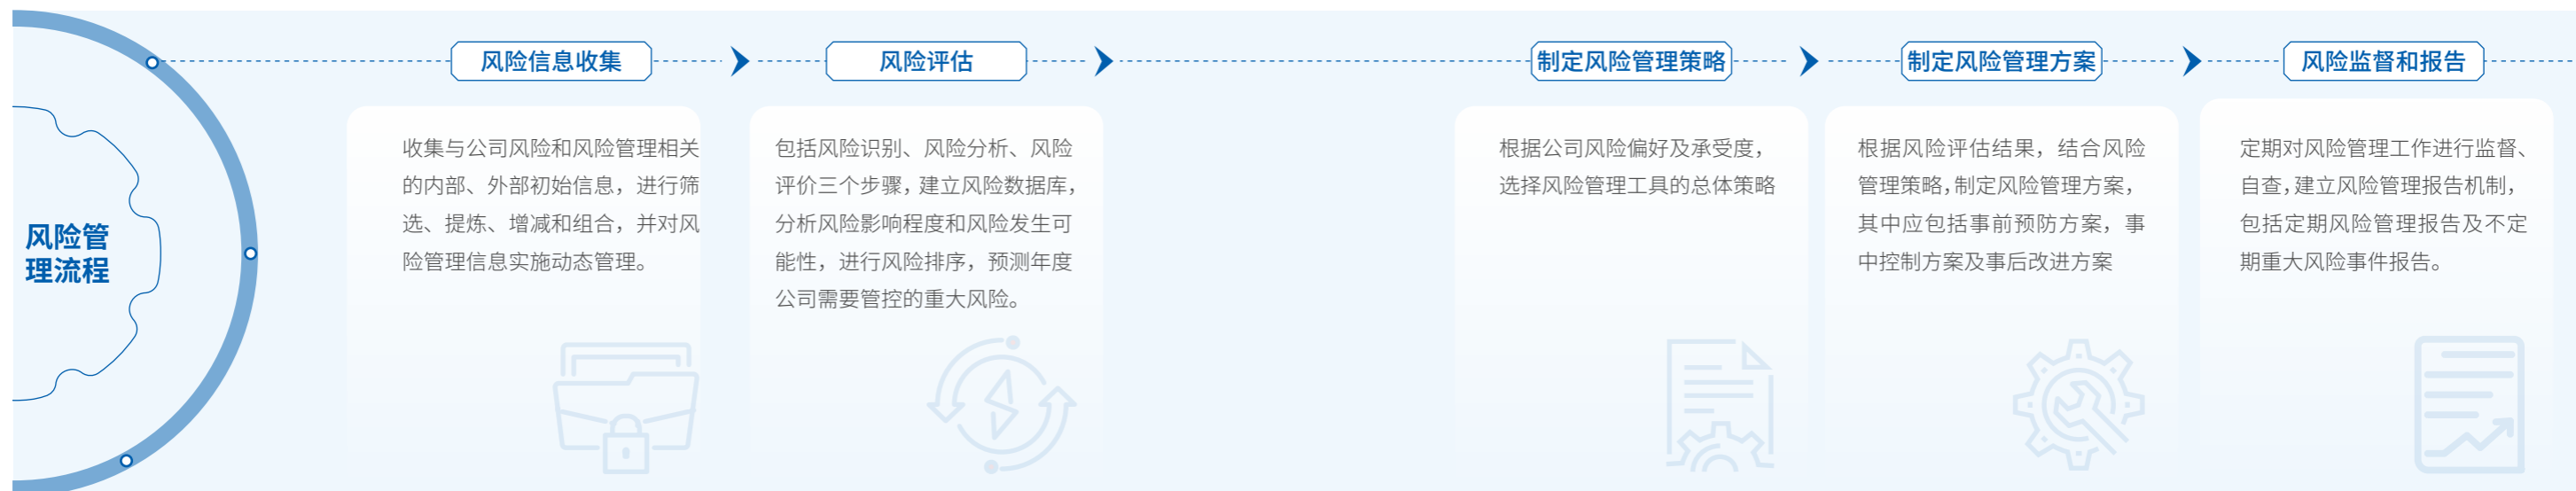 风险管
理流程
风险信息收集
收集与公司风险和风险管理相关
的内部、外部初始信息，进行筛
选、提炼、增减和组合，并对风
险管理信息实施动态管理。
风险评估
包括风险识别、风险分析、风险
评价三个步骤，建立风险数据库，
分析风险影响程度和风险发生可
能性，进行风险排序，预测年度
公司需要管控的重大风险。
制定风险管理策略
根据公司风险偏好及承受度，
选择风险管理工具的总体策略
制定风险管理方案
根据风险评估结果，结合风险
管理策略，制定风险管理方案，
其中应包括事前预防方案，事
中控制方案及事后改进方案
风险监督和报告
定期对风险管理工作进行监督、
自查，建立风险管理报告机制，
包括定期风险管理报告及不定
期重大风险事件报告。